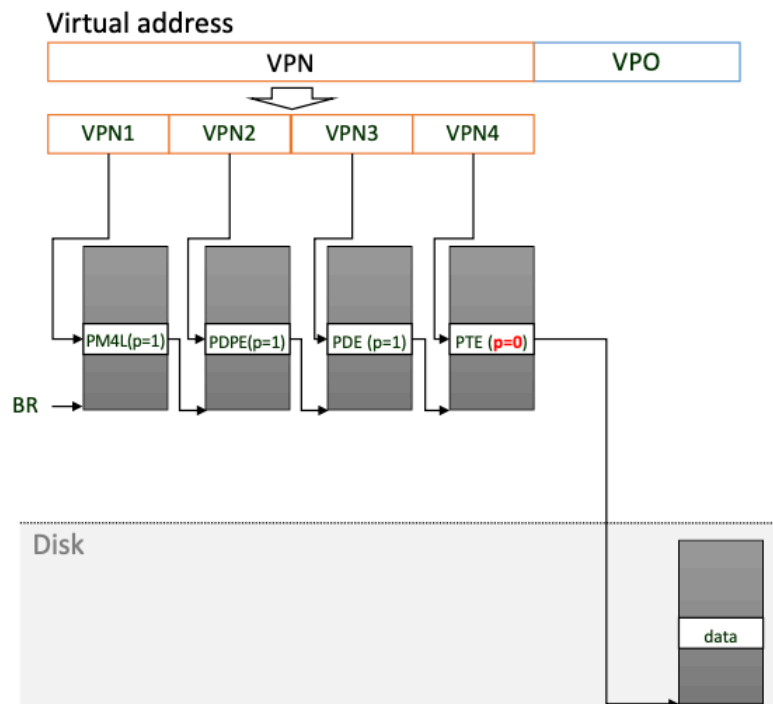 Virtual address
VPN VPO
VPN1 VPN2 VPN3 VPN4
PM4L(p=1) PDPE(p=1) PDE (p=1) PTE (p=0)
BR
Disk
data